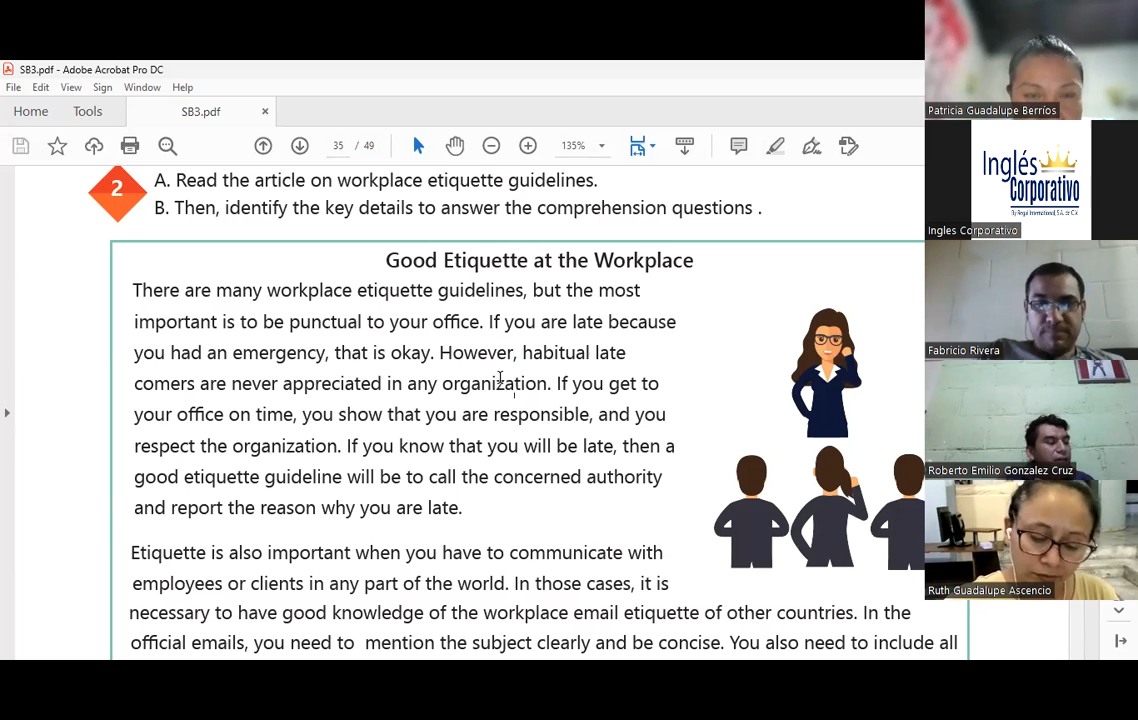 SB3.pdf - Adobe Acrobat Pro DC
File Edit View Sign Window Help
Home Tools SB3.pdf ×
35 / 49 135%
2
A. Read the article on workplace etiquette guidelines.
B. Then, identify the key details to answer the comprehension questions .
Good Etiquette at the Workplace
There are many workplace etiquette guidelines, but the most
important is to be punctual to your office. If you are late because
you had an emergency, that is okay. However, habitual late
comers are never appreciated in any organization. If you get to
your office on time, you show that you are responsible, and you
respect the organization. If you know that you will be late, then a
good etiquette guideline will be to call the concerned authority
and report the reason why you are late.
Etiquette is also important when you have to communicate with
employees or clients in any part of the world. In those cases, it is
necessary to have good knowledge of the workplace email etiquette of other countries. In the
official emails, you need to mention the subject clearly and be concise. You also need to include all
Patricia Guadalupe Berríos
Inglés
Corporativo
By Regal International, S.A. de C.V.
Ingles Corporativo
Fabricio Rivera
Roberto Emilio Gonzalez Cruz
Ruth Guadalupe Ascencio